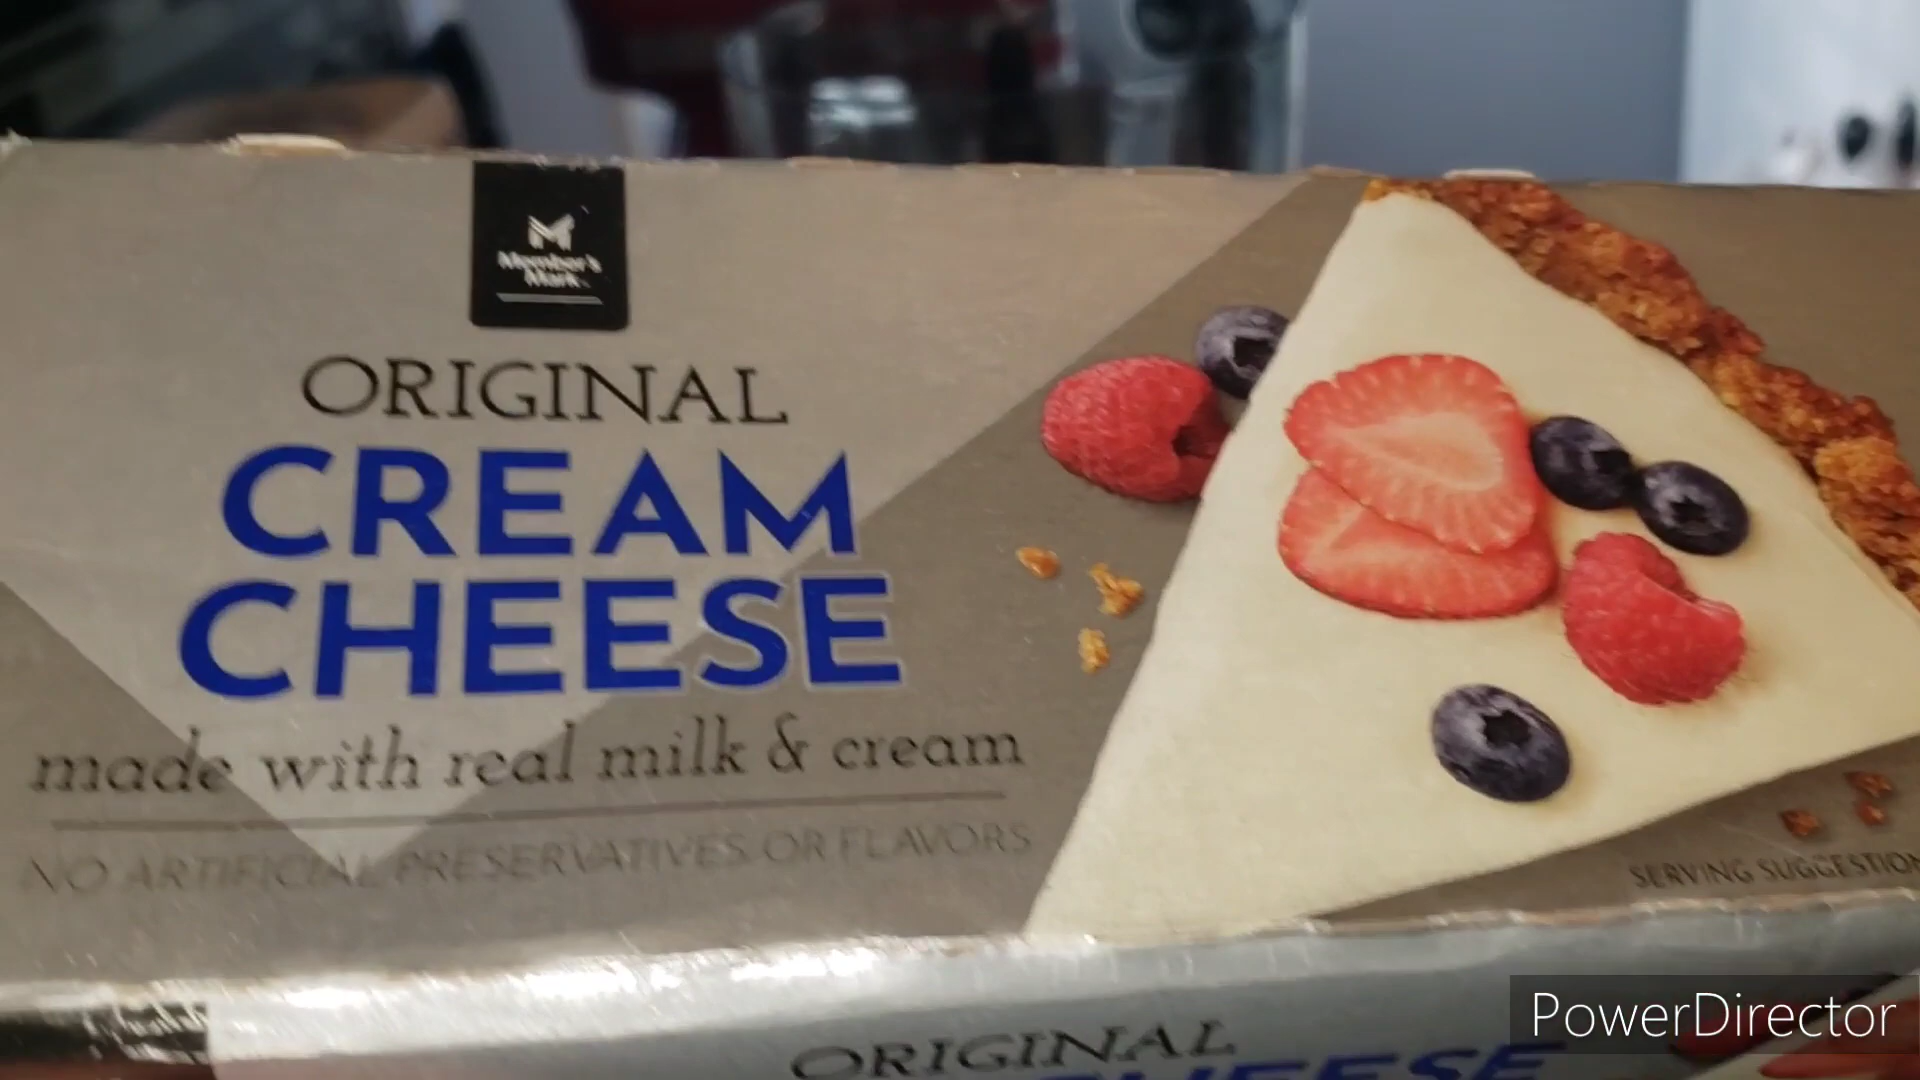 Member's
Mark
ORIGINAL
CREAM
CHEESE
made with real milk & cream
NO ARTIFICIAL PRESERVATIVES OR FLAVORS
SERVING SUGGESTION
ORIGINAL
CHEESE
PowerDirector